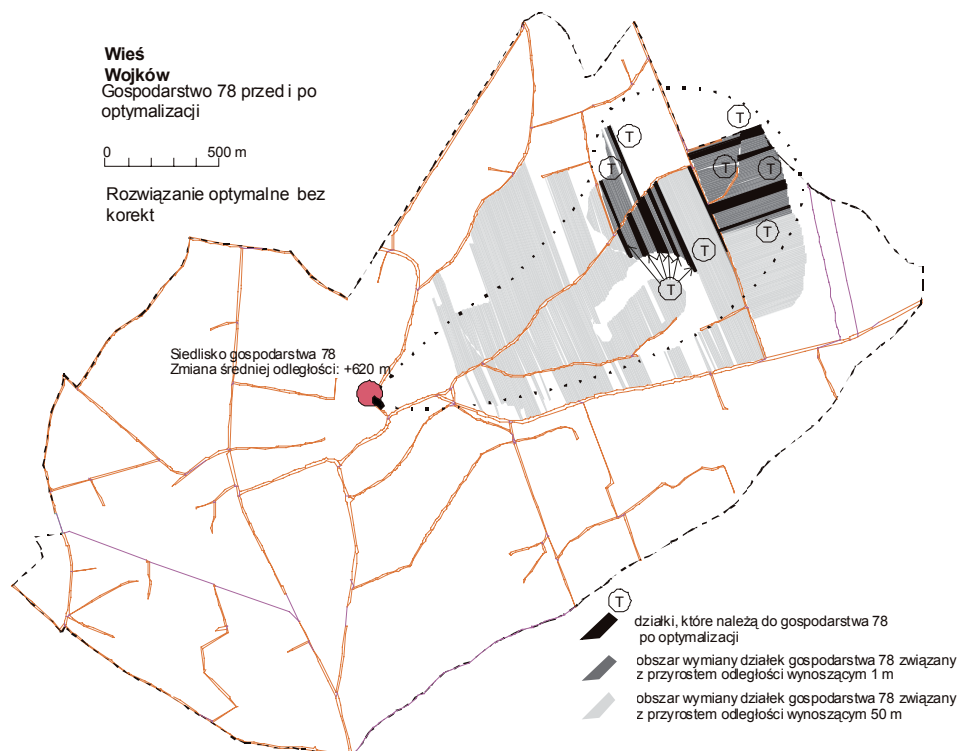 Wieś
Wojków
Gospodarstwo 78 przed i po
optymalizacji
0 500 m
Rozwiązanie optymalne bez
korekt
T
T
T
T
T
T
T
T
Siedlisko gospodarstwa 78
Zmiana średniej odległości: +620 m
T
działki, które należą do gospodarstwa 78
po optymalizacji
obszar wymiany działek gospodarstwa 78 związany
z przyrostem odległości wynoszącym 1 m
obszar wymiany działek gospodarstwa 78 związany
z przyrostem odległości wynoszącym 50 m